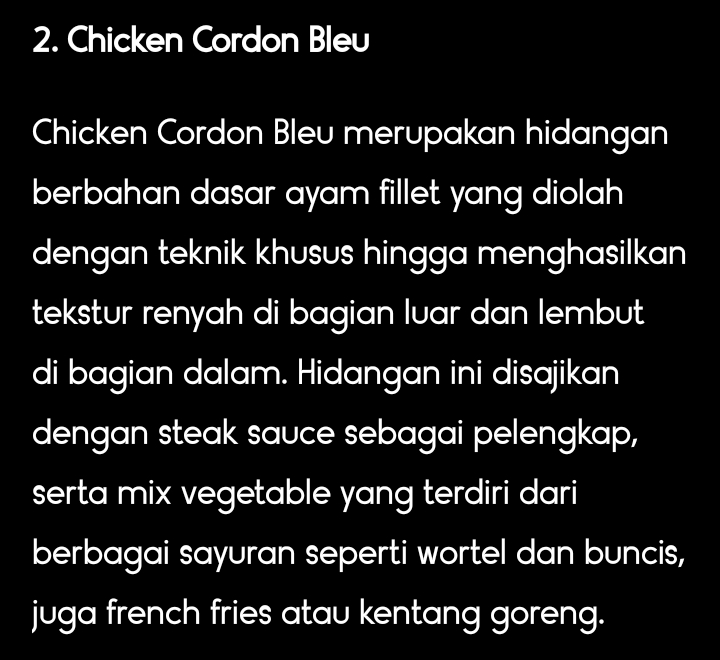 2. Chicken Cordon Bleu
Chicken Cordon Bleu merupakan hidangan
berbahan dasar ayam fillet yang diolah
dengan teknik khusus hingga menghasilkan
tekstur renyah di bagian luar dan lembut
di bagian dalam. Hidangan ini disajikan
dengan steak sauce sebagai pelengkap,
serta mix vegetable yang terdiri dari
berbagai sayuran seperti wortel dan buncis,
juga french fries atau kentang goreng.